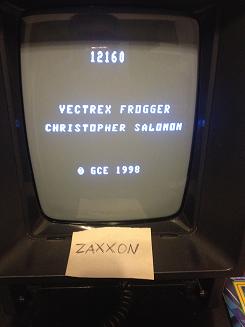 12160
VECTREX FROGGER
CHRISTOPHER SALOMON
© GCE 1998
ZAXXON